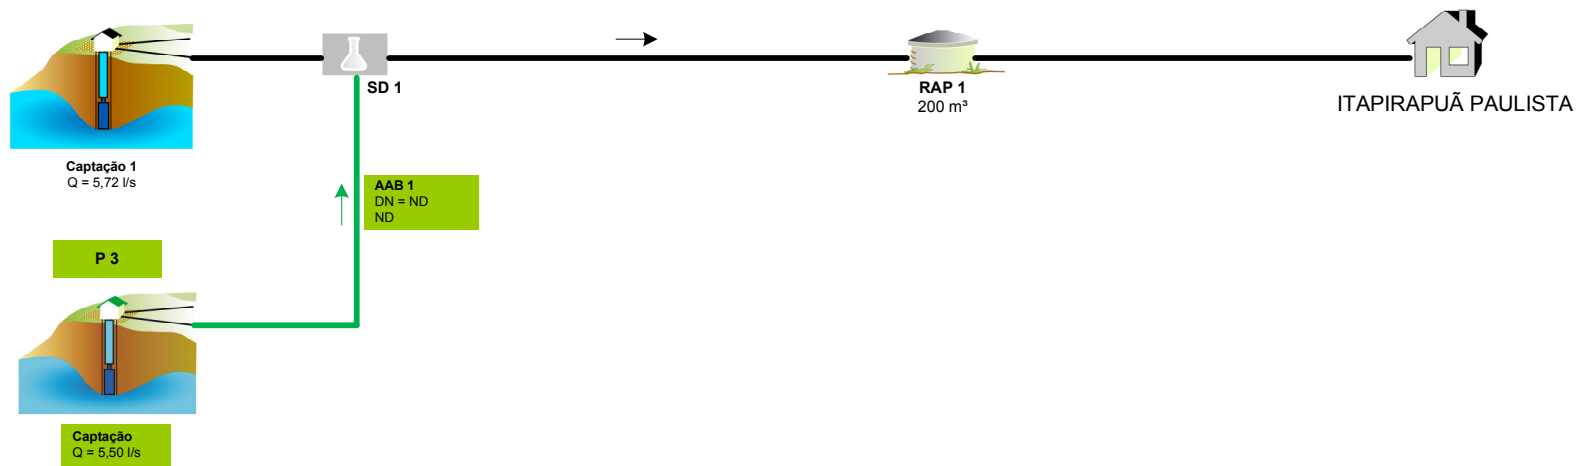 SD 1
RAP 1
200 m³
ITAPIRAPUÃ PAULISTA
Captação 1
Q = 5,72 l/s
AAB 1
DN = ND
ND
P 3
Captação
Q = 5,50 l/s